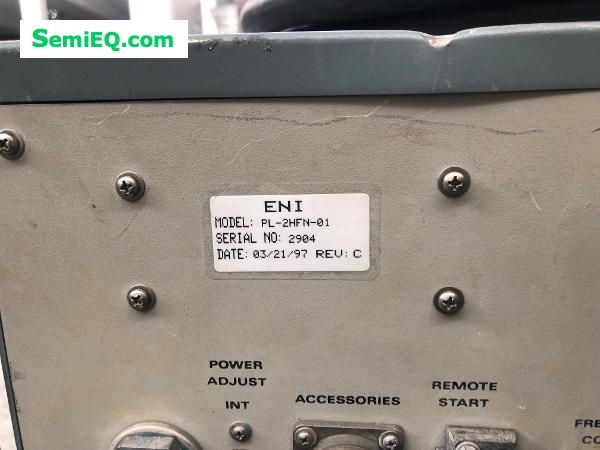 SemiEQ.com
ENI
MODEL: PL-2HFN-01
SERIAL NO: 2904
DATE: 03/21/97 REV: C
POWER
ADJUST
INT
ACCESSORIES
REMOTE
START